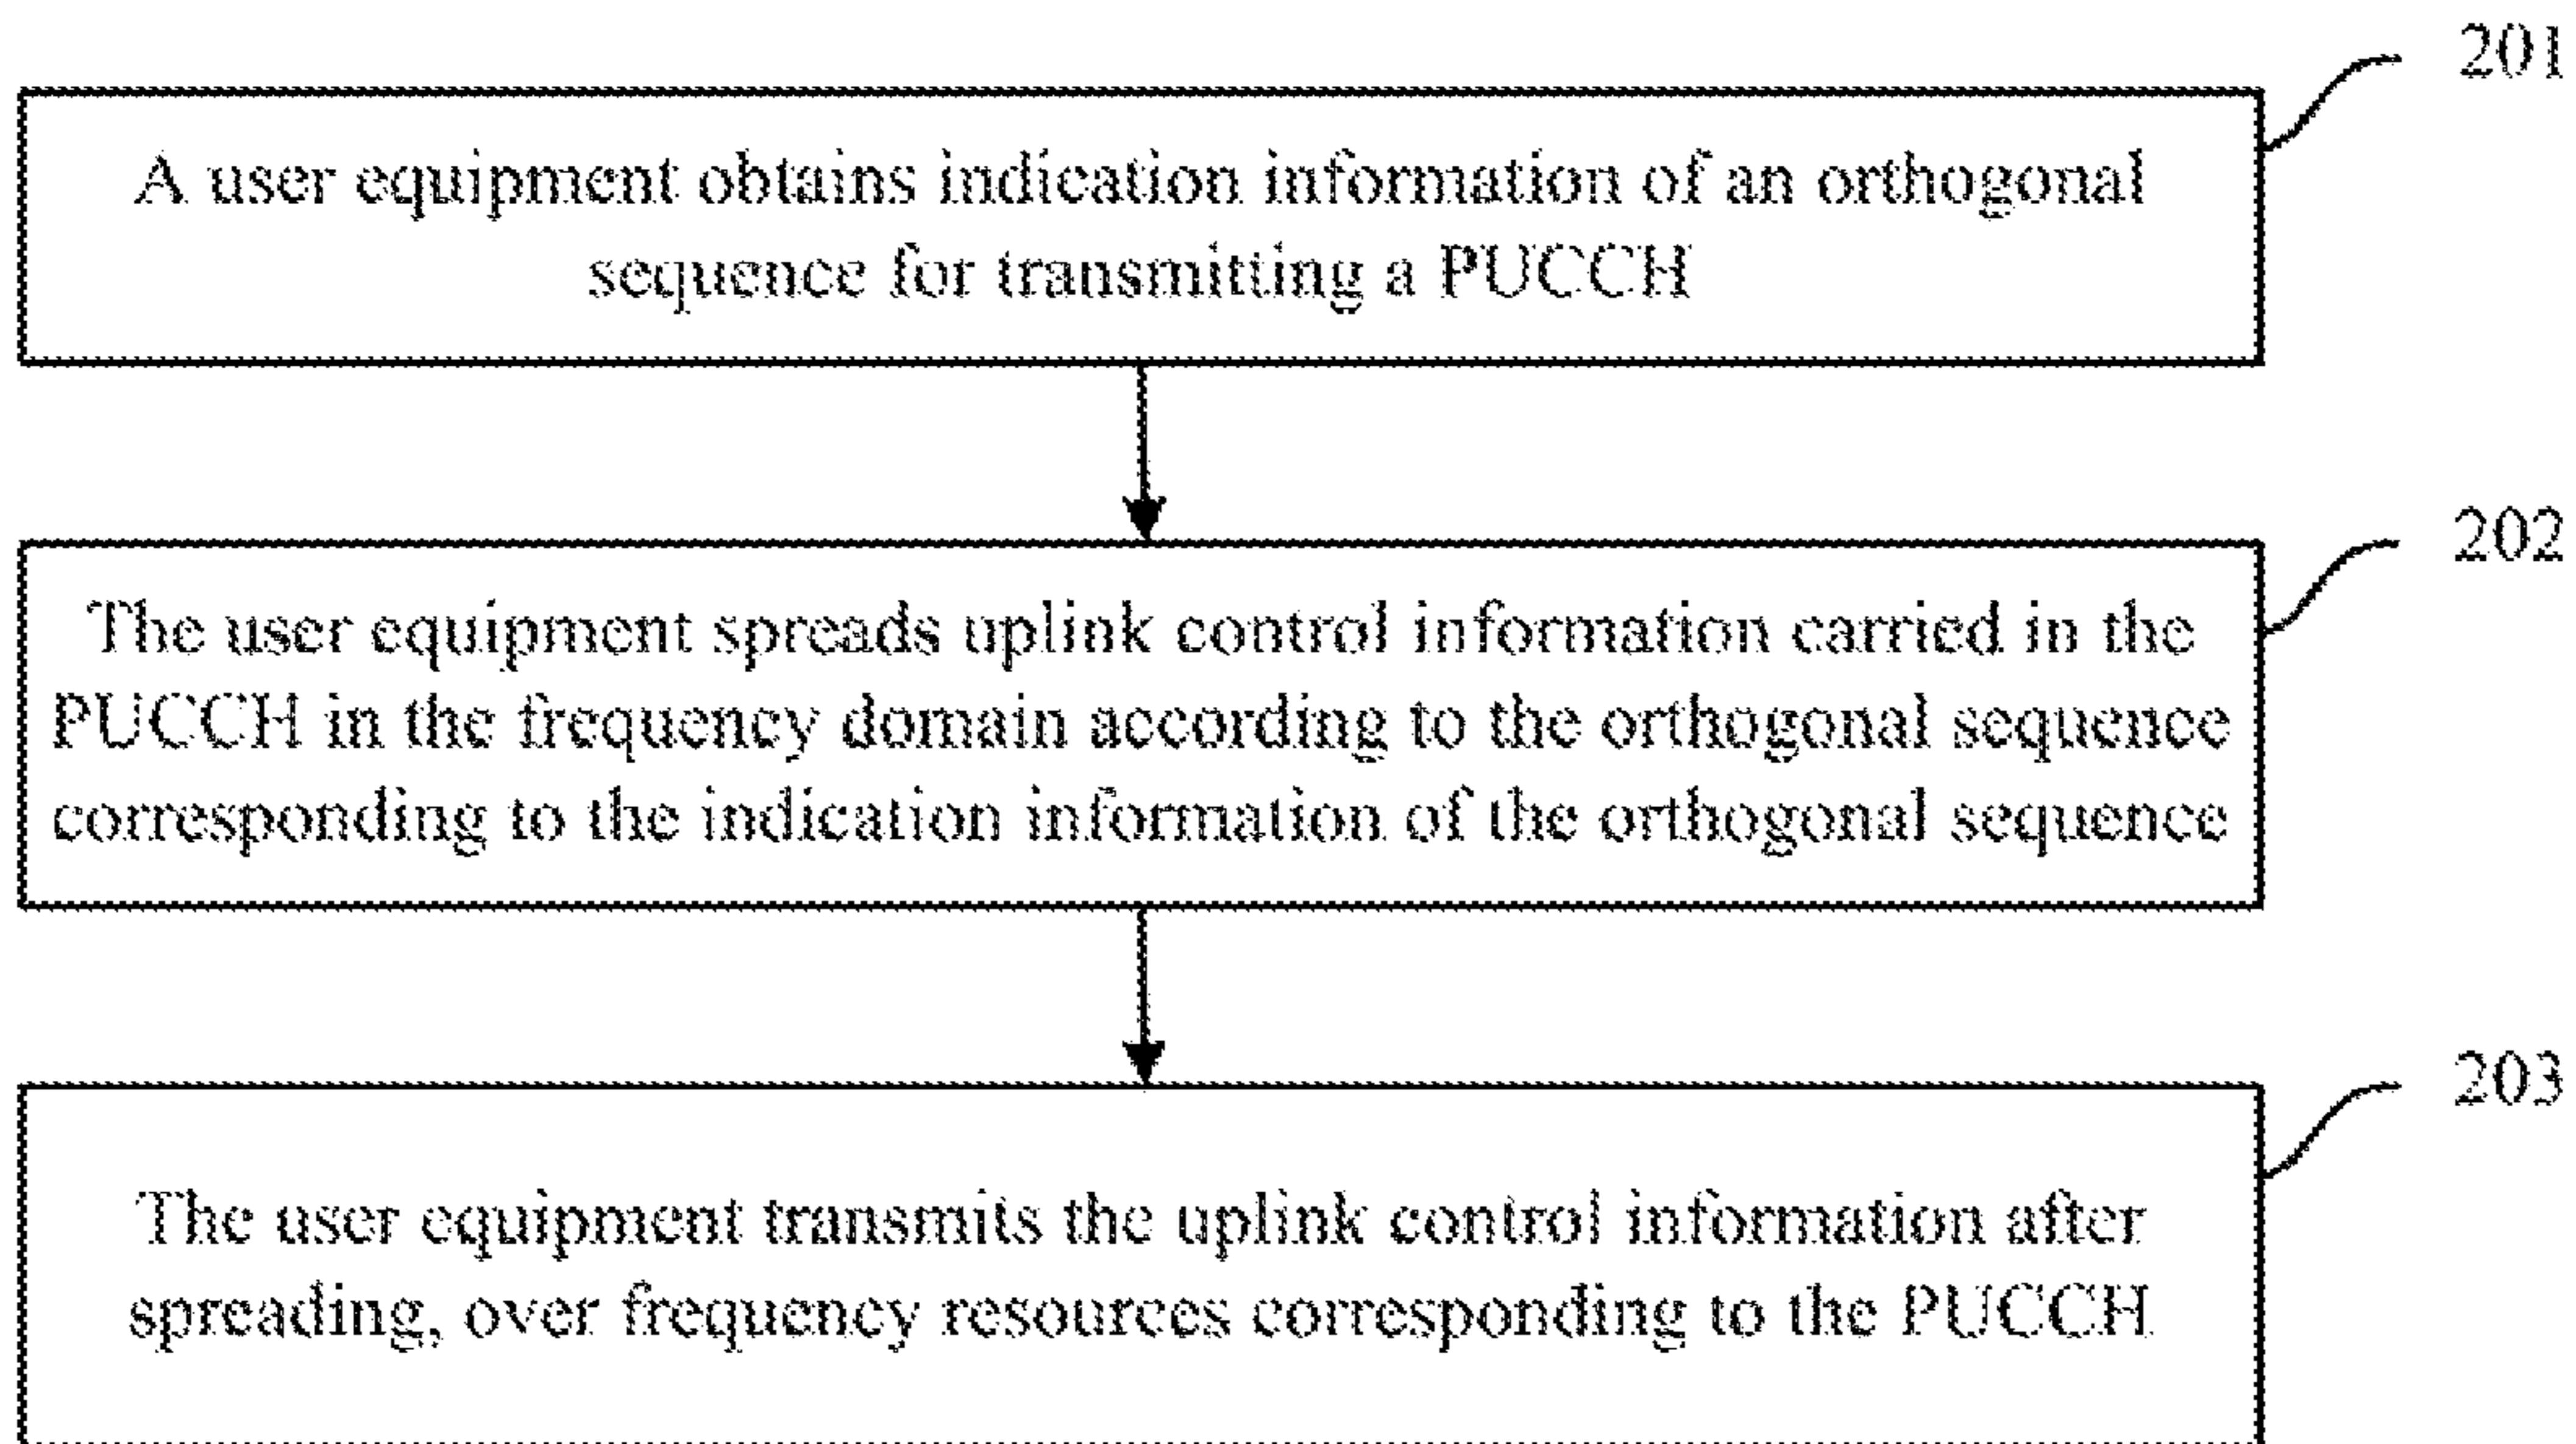 201
A user equipment obtains indication information of an orthogonal
sequence for transmitting a PUCCH
202
The user equipment spreads uplink control information carried in the
PUCCH in the frequency domain according to the orthogonal sequence
corresponding to the indication information of the orthogonal sequence
203
The user equipment transmits the uplink control information after
spreading, over frequency resources corresponding to the PUCCH